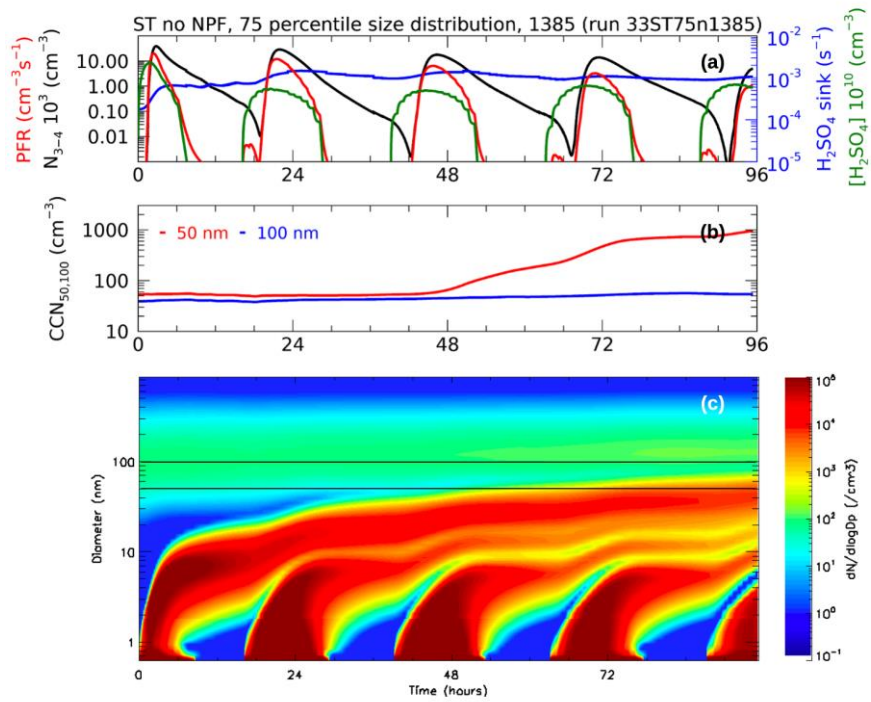 ST no NPF, 75 percentile size distribution, 1385 (run 33ST75n1385)
(a)
PFR (cm⁻³s⁻¹)
N₃₋₄ 10³ (cm⁻³)
10.00
1.00
0.10
0.01
10⁻²
10⁻³
10⁻⁴
10⁻⁵
H₂SO₄ sink (s⁻¹)
[H₂SO₄] 10¹⁰ (cm⁻³)
0 24 48 72 96
(b)
- 50 nm - 100 nm
CCN₅₀,₁₀₀ (cm⁻³)
1000
100
10
0 24 48 72 96
(c)
Diameter (nm)
100
10
1
0 24 48 72
Time (hours)
10⁵
10⁴
10³
10²
10¹
10⁰
10⁻¹
dN/dlogDp (/cm3)